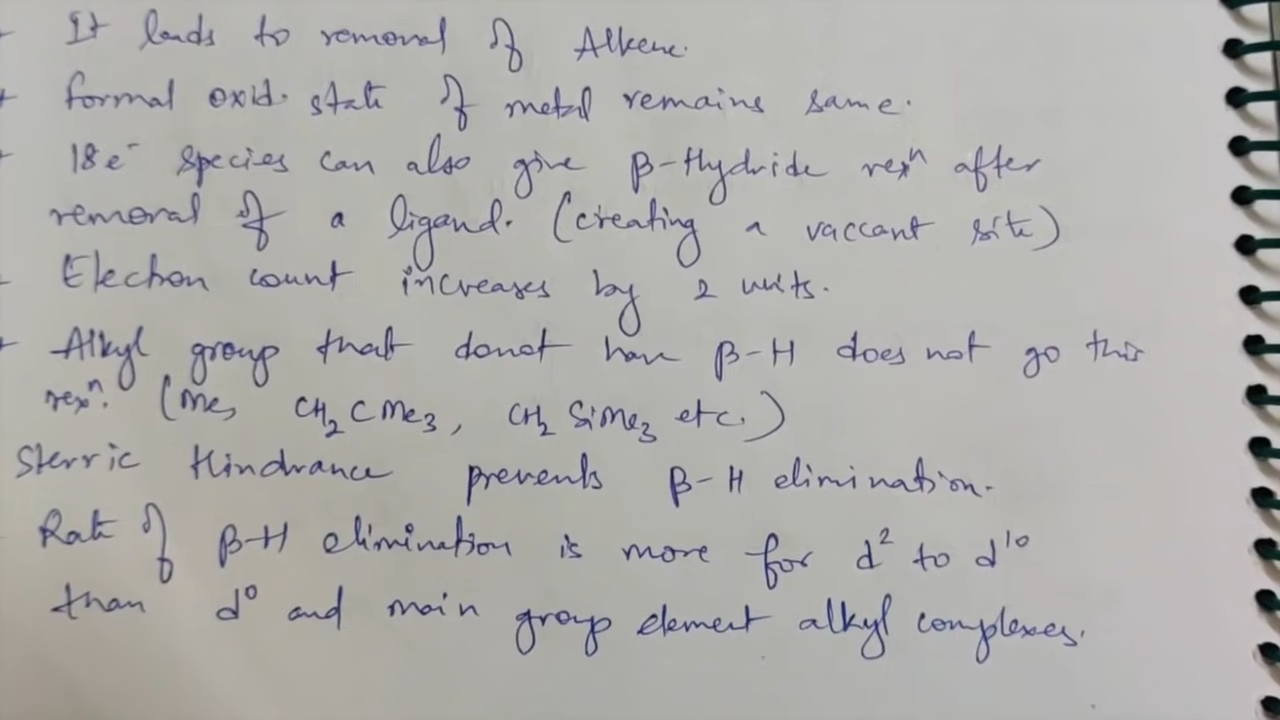 It leads to removal of Alkene.
formal oxid. state of metal remains same.
18e⁻ species can also give β-Hydride rexⁿ after
removal of a ligand. (creating a vaccant site)
Electron count increases by 2 units.
Alkyl group that donot have β-H does not go this
rexⁿ. (Me, CH₂CMe₃, CH₂SiMe₃ etc.)
Sterric Hindrance prevents β-H elimination.
Rate of β-H elimination is more for d² to d¹⁰
than d⁰ and main group element alkyl complexes.